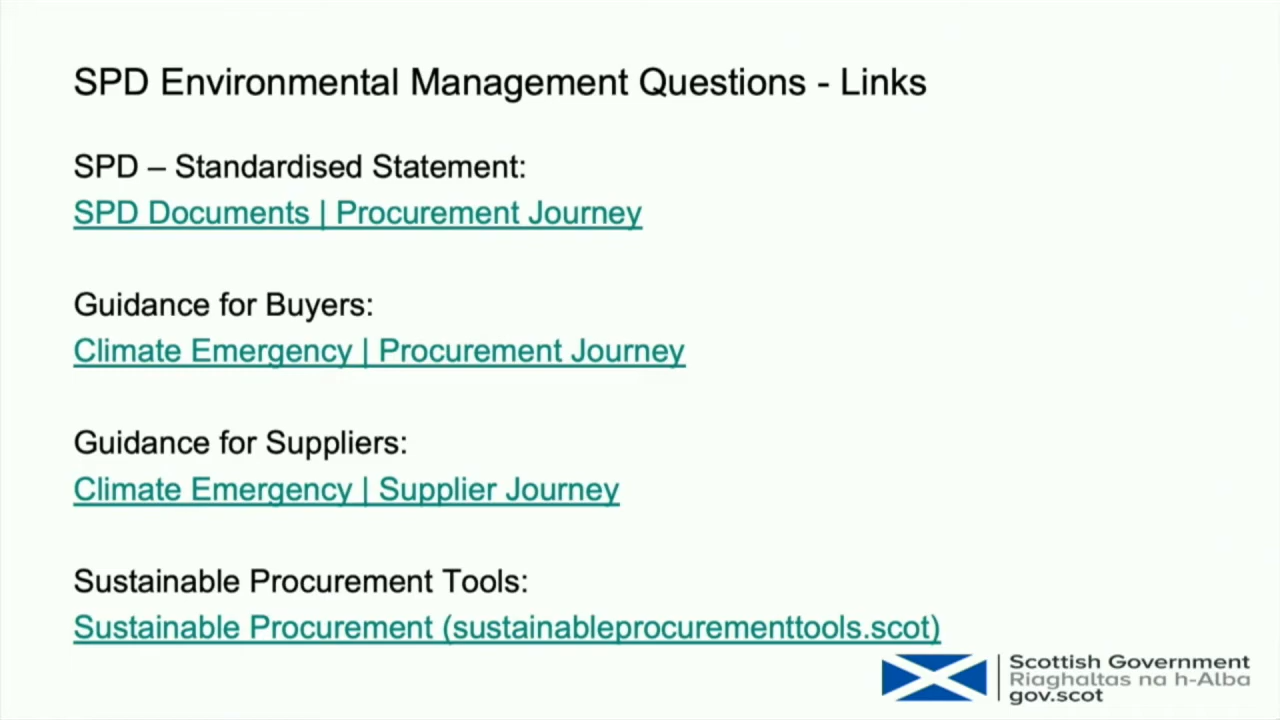 SPD Environmental Management Questions - Links
SPD – Standardised Statement:
SPD Documents | Procurement Journey
Guidance for Buyers:
Climate Emergency | Procurement Journey
Guidance for Suppliers:
Climate Emergency | Supplier Journey
Sustainable Procurement Tools:
Sustainable Procurement (sustainableprocurementtools.scot)
Scottish Government
Riaghaltas na h-Alba
gov.scot